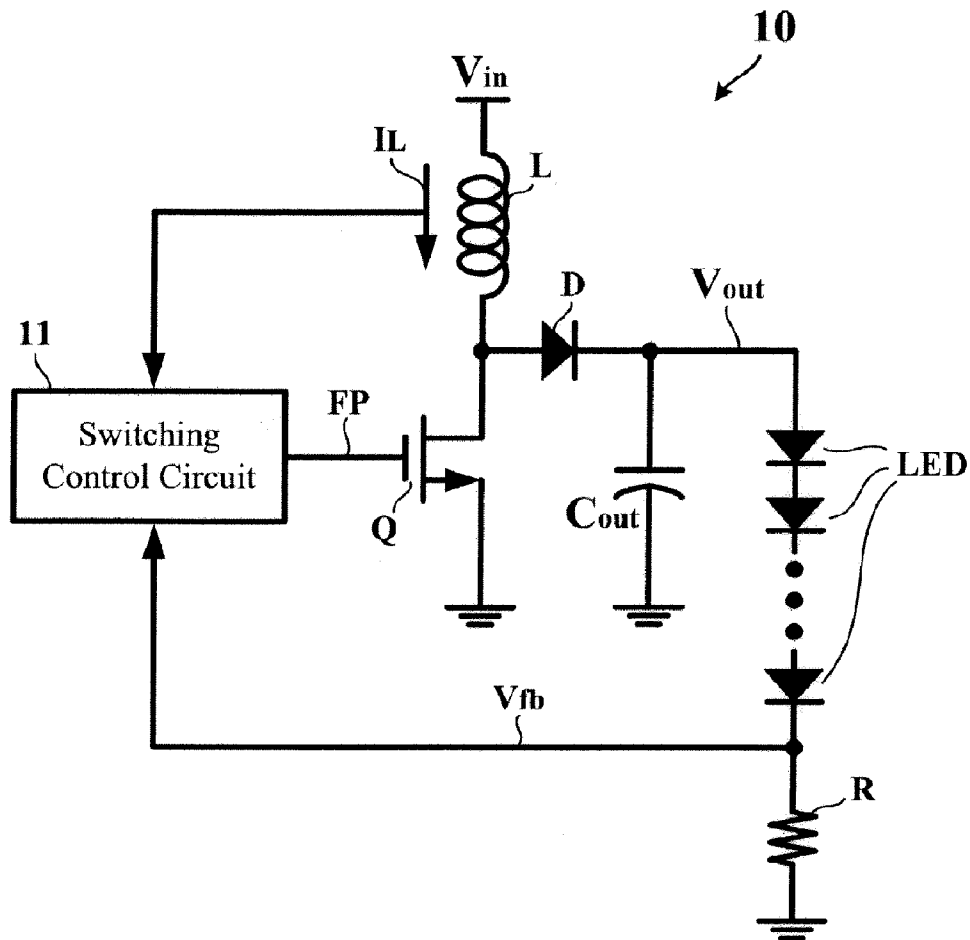 10
Vin
IL
L
D
Vout
11
Switching
Control Circuit
FP
Q
Cout
LED
Vfb
R